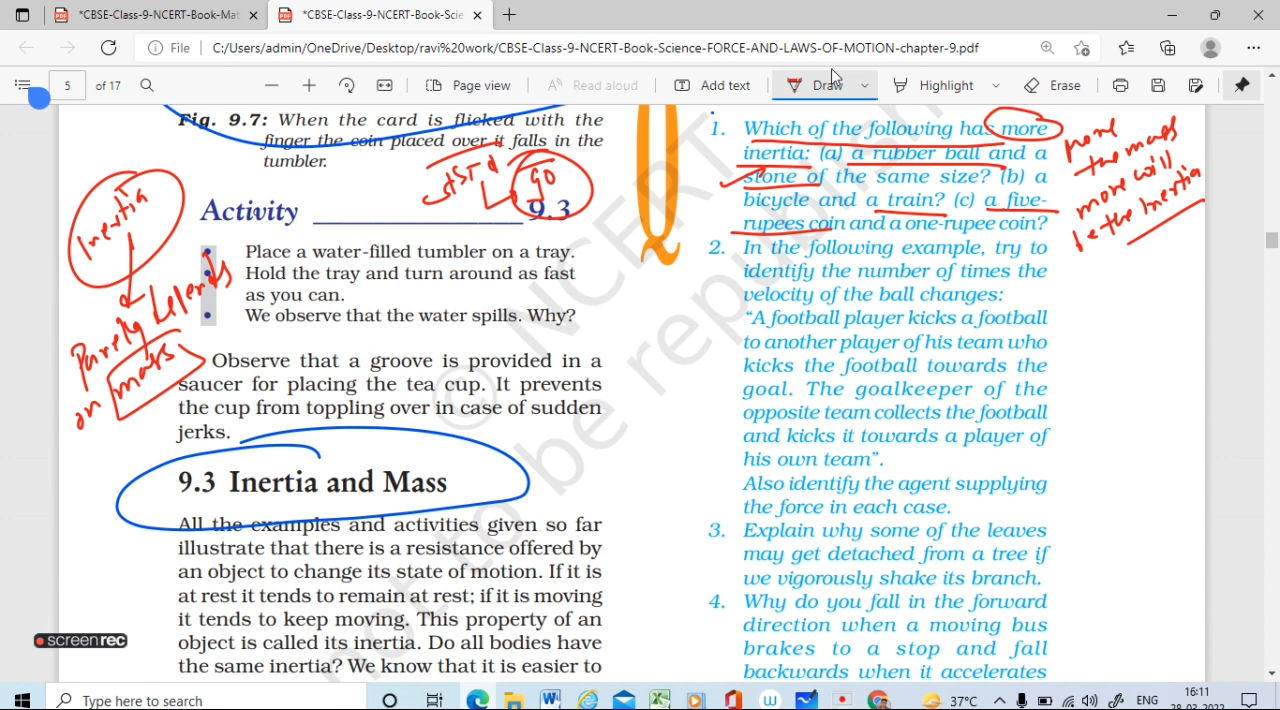 *CBSE-Class-9-NCERT-Book-Mat
*CBSE-Class-9-NCERT-Book-Scie
File
C:/Users/admin/OneDrive/Desktop/ravi%20work/CBSE-Class-9-NCERT-Book-Science-FORCE-AND-LAWS-OF-MOTION-chapter-9.pdf
5 of 17
Page view
Read aloud
Add text
Draw
Highlight
Erase
Fig. 9.7: When the card is flicked with the
finger the coin placed over it falls in the
tumbler.
Activity 9.3
Place a water-filled tumbler on a tray.
Hold the tray and turn around as fast
as you can.
We observe that the water spills. Why?
Inertia
Purely depends
on mass
Observe that a groove is provided in a
saucer for placing the tea cup. It prevents
the cup from toppling over in case of sudden
jerks.
9.3 Inertia and Mass
All the examples and activities given so far
illustrate that there is a resistance offered by
an object to change its state of motion. If it is
at rest it tends to remain at rest; if it is moving
it tends to keep moving. This property of an
object is called its inertia. Do all bodies have
the same inertia? We know that it is easier to
1. Which of the following has more
inertia: (a) a rubber ball and a
stone of the same size? (b) a
bicycle and a train? (c) a five-
rupees coin and a one-rupee coin?
2. In the following example, try to
identify the number of times the
velocity of the ball changes:
“A football player kicks a football
to another player of his team who
kicks the football towards the
goal. The goalkeeper of the
opposite team collects the football
and kicks it towards a player of
his own team”.
Also identify the agent supplying
the force in each case.
3. Explain why some of the leaves
may get detached from a tree if
we vigorously shake its branch.
4. Why do you fall in the forward
direction when a moving bus
brakes to a stop and fall
backwards when it accelerates
more
the mass
more will
be the Inertia
© NCERT
not to be republished
screenrec
Type here to search
37°C
ENG
16:11
28-03-2022